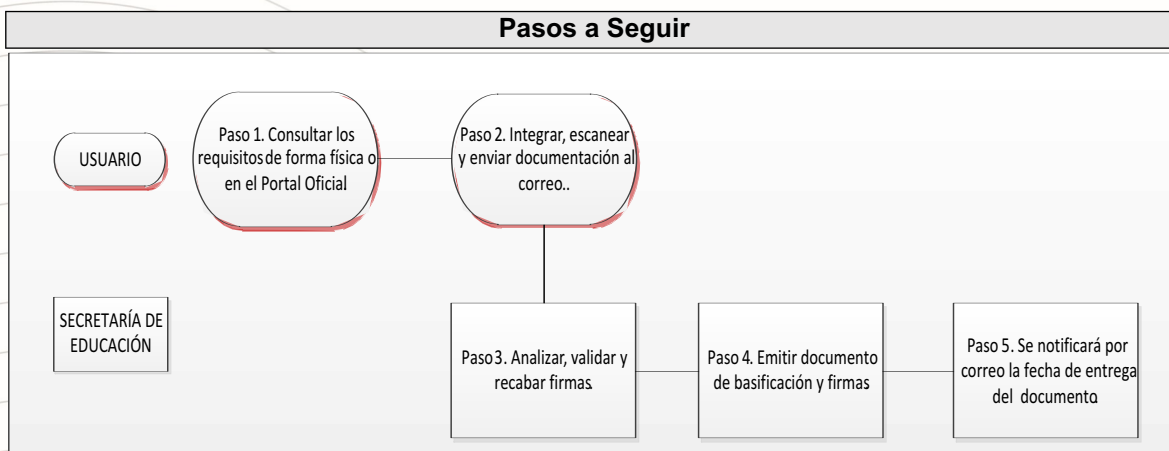 Pasos a Seguir
USUARIO
Paso 1. Consultar los
requisitos de forma física o
en el Portal Oficial.
Paso 2. Integrar, escanear
y enviar documentación al
correo..
SECRETARÍA DE
EDUCACIÓN
Paso 3. Analizar, validar y
recabar firmas.
Paso 4. Emitir documento
de basificación y firmas
Paso 5. Se notificará por
correo la fecha de entrega
del documento.